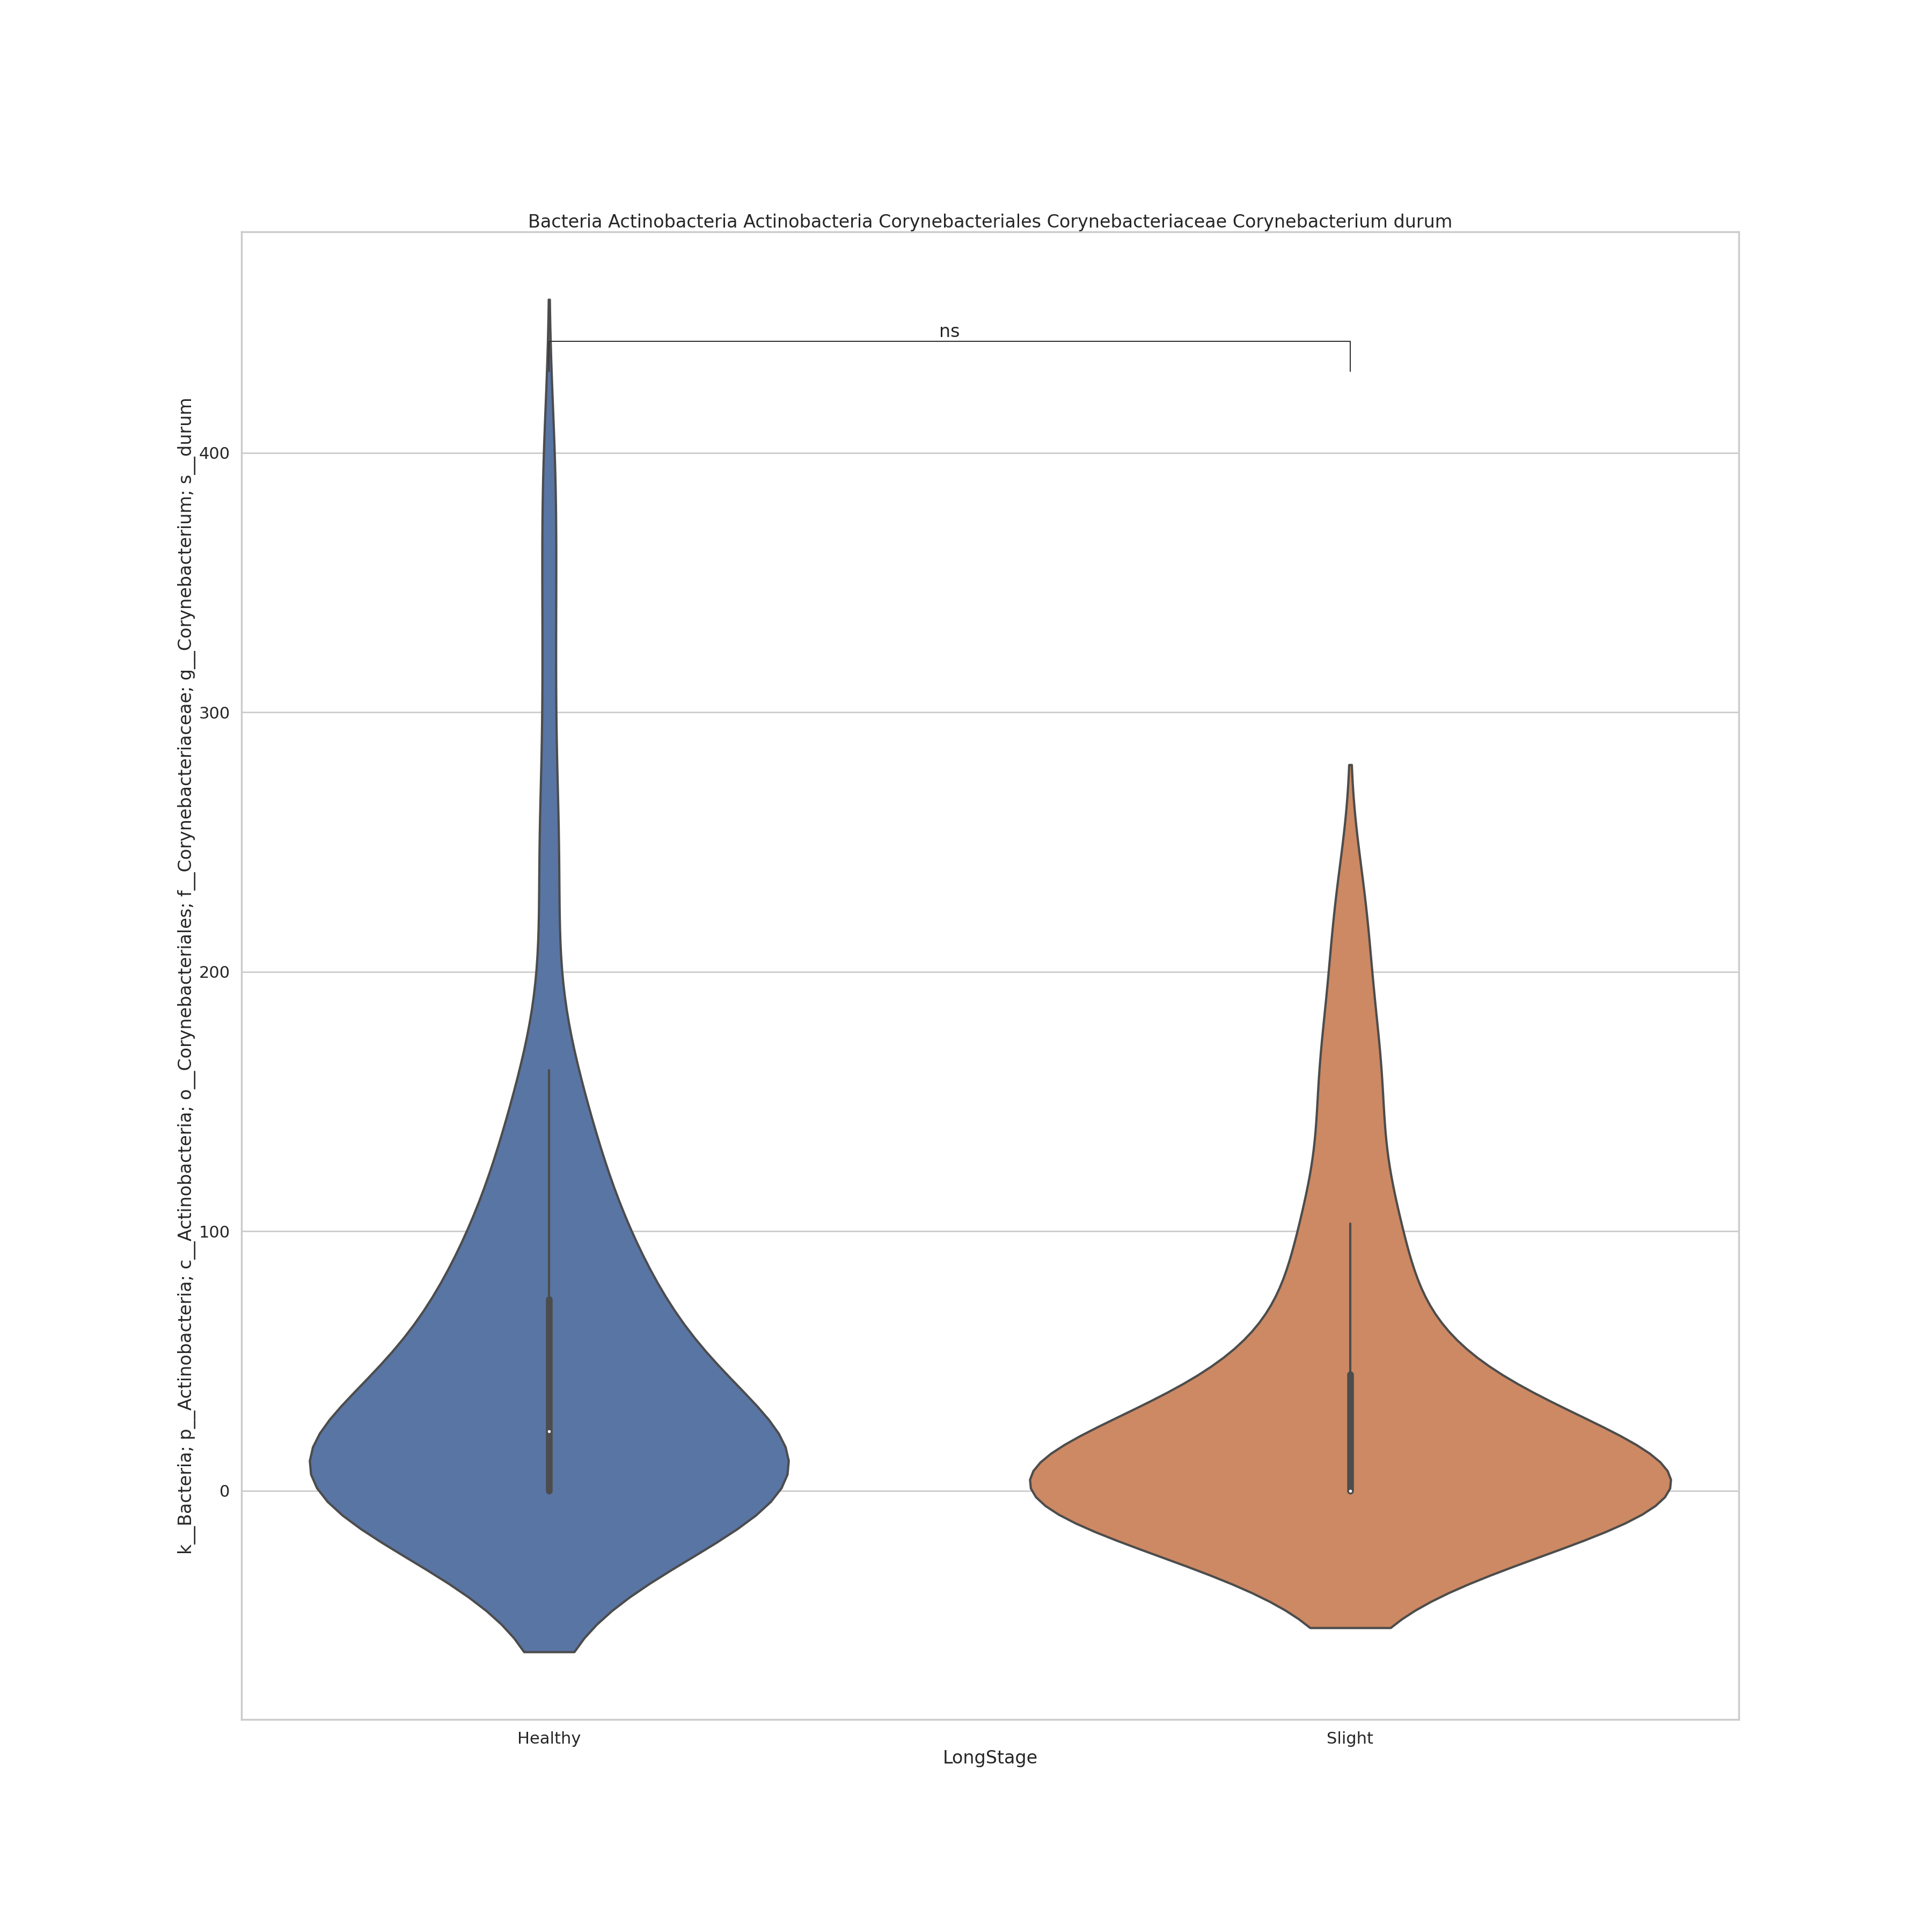 Bacteria Actinobacteria Actinobacteria Corynebacteriales Corynebacteriaceae Corynebacterium durum
ns
k__Bacteria; p__Actinobacteria; c__Actinobacteria; o__Corynebacteriales; f__Corynebacteriaceae; g__Corynebacterium; s__durum
400
300
200
100
0
Healthy
Slight
LongStage